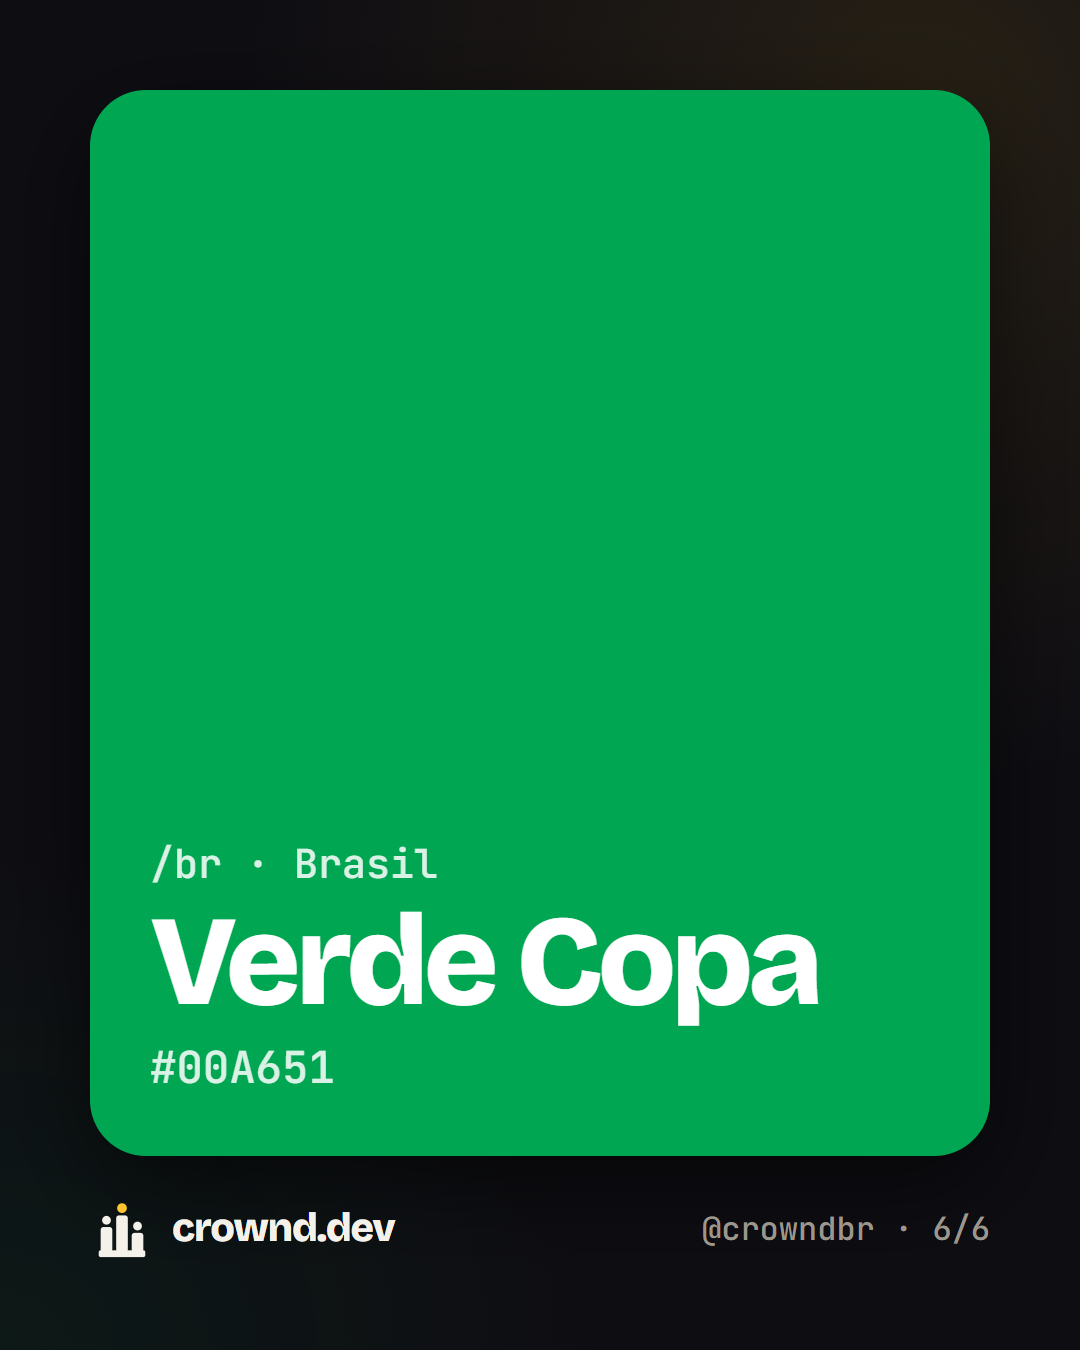 /br · Brasil
Verde Copa
#00A651
crownd.dev
@crowndbr · 6/6